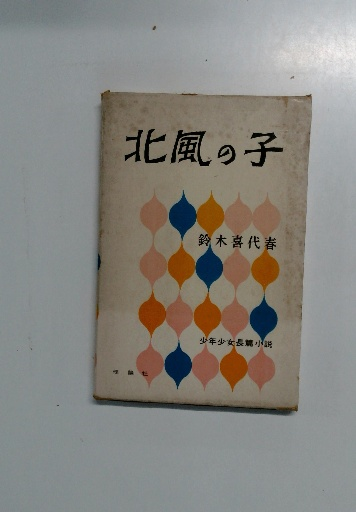 北風の子
鈴木喜代春
少年少女長篇小説